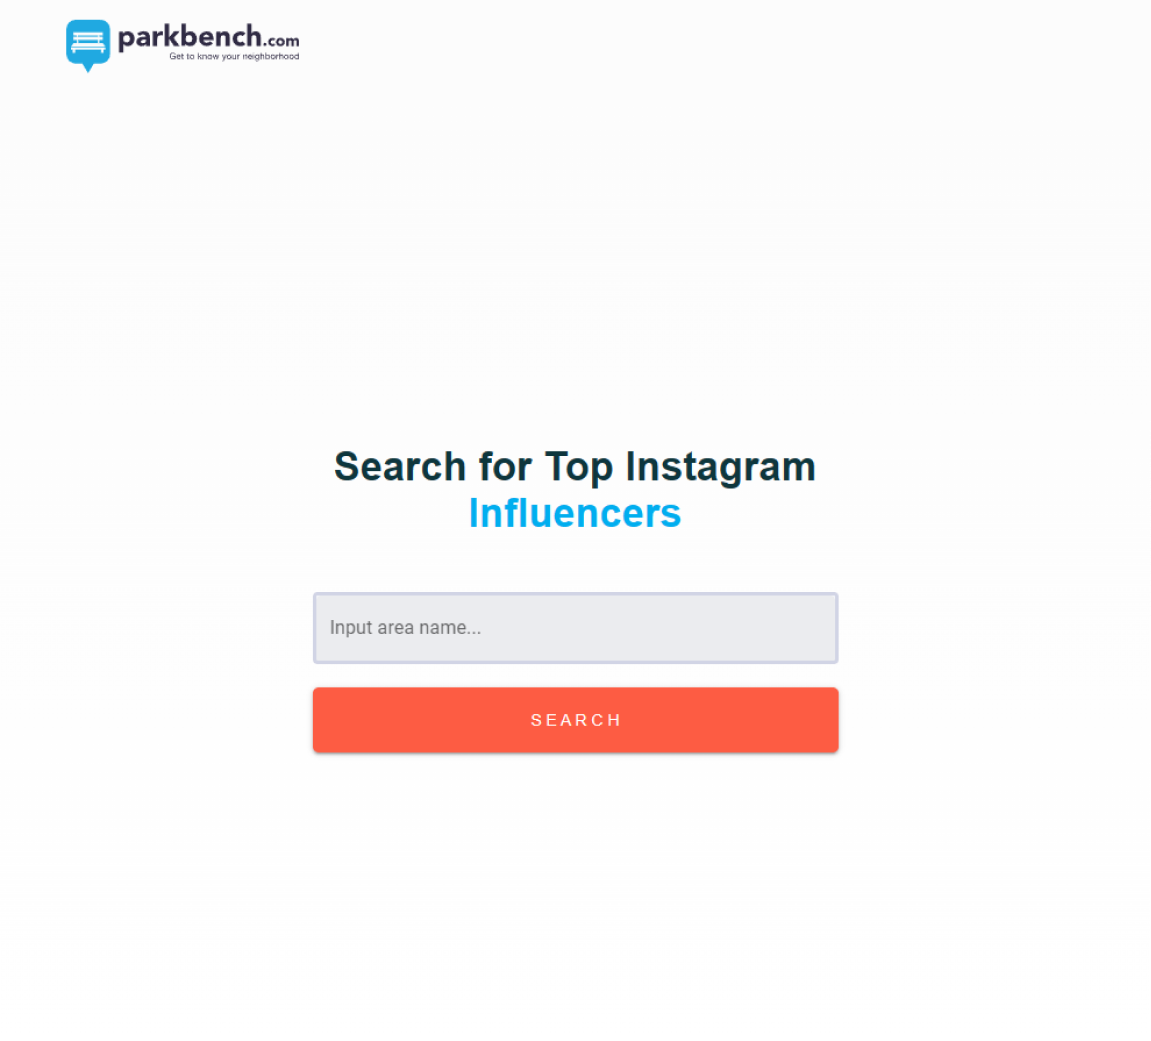 parkbench.com
Get to know your neighborhood
Search for Top Instagram
Influencers
Input area name...
SEARCH